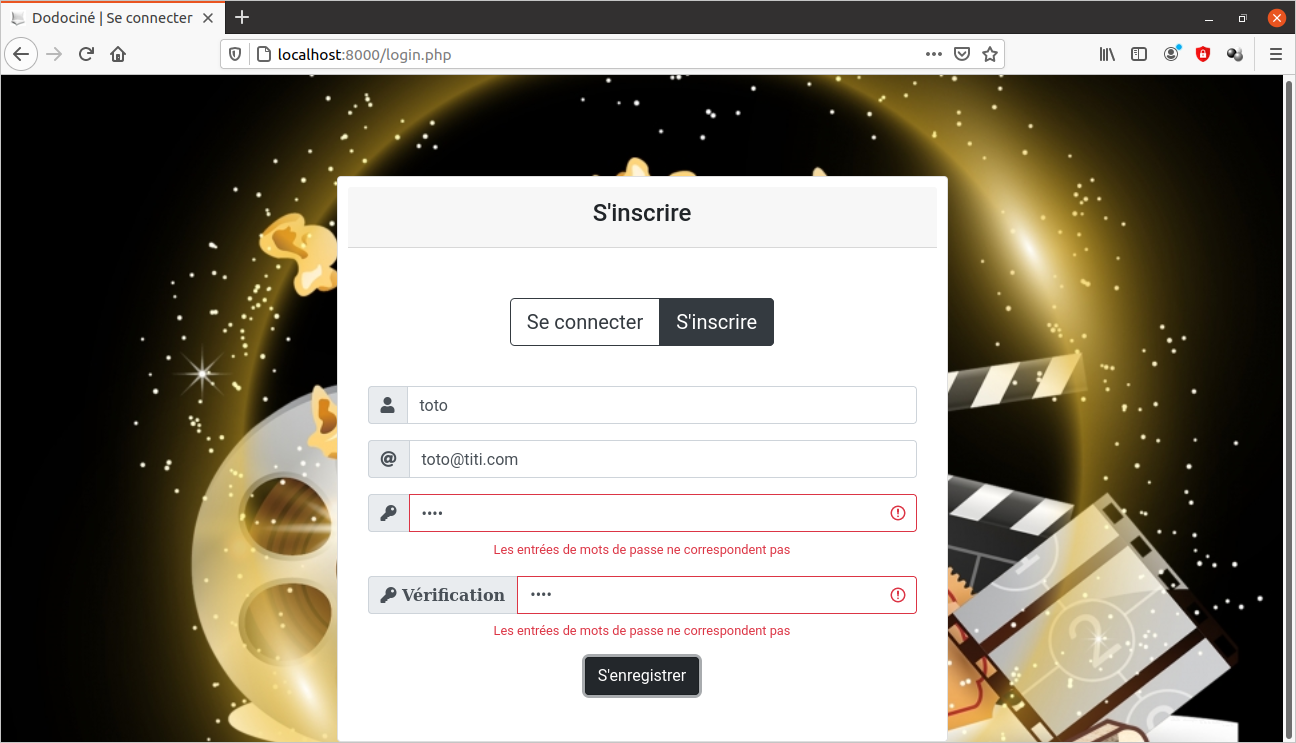 Dodociné | Se connecter
localhost:8000/login.php
S'inscrire
Se connecter S'inscrire
toto
@ toto@titi.com
••••
Les entrées de mots de passe ne correspondent pas
Vérification ••••
Les entrées de mots de passe ne correspondent pas
S'enregistrer
2